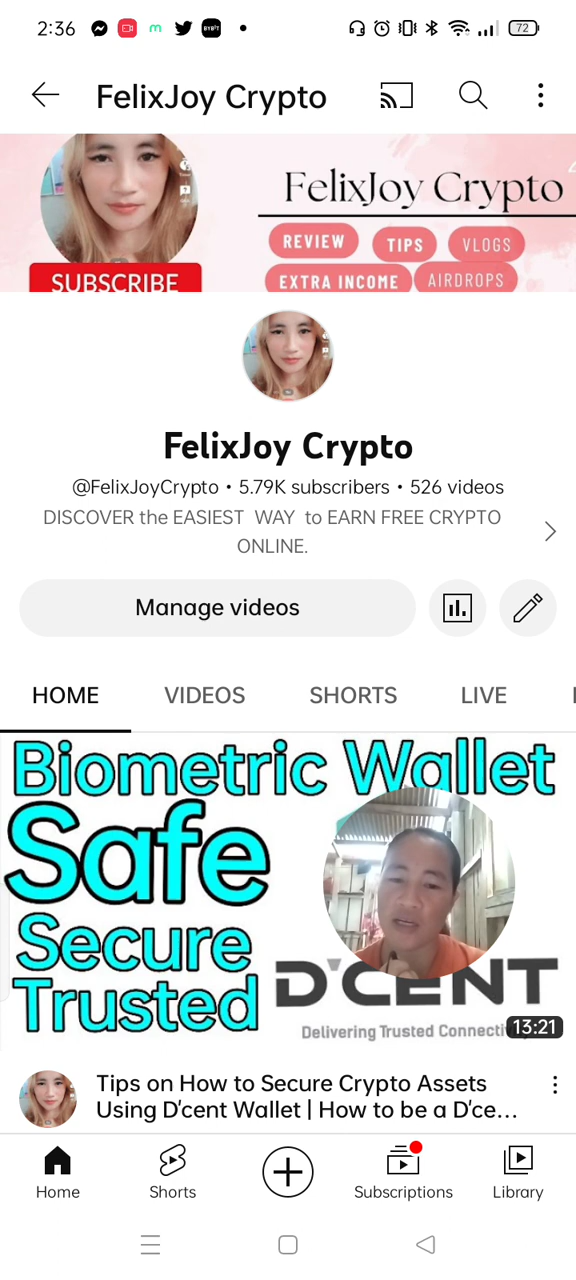 2:36
BYBIT
72
FelixJoy Crypto
FelixJoy Crypto
REVIEW TIPS VLOGS
SUBSCRIBE
EXTRA INCOME AIRDROPS
FelixJoy Crypto
@FelixJoyCrypto • 5.79K subscribers • 526 videos
DISCOVER the EASIEST WAY to EARN FREE CRYPTO
ONLINE.
Manage videos
HOME VIDEOS SHORTS LIVE
Biometric Wallet
Safe
Secure
Trusted
D'CENT
Delivering Trusted Connecti
13:21
Tips on How to Secure Crypto Assets
Using D'cent Wallet | How to be a D'ce...
Home Shorts Subscriptions Library